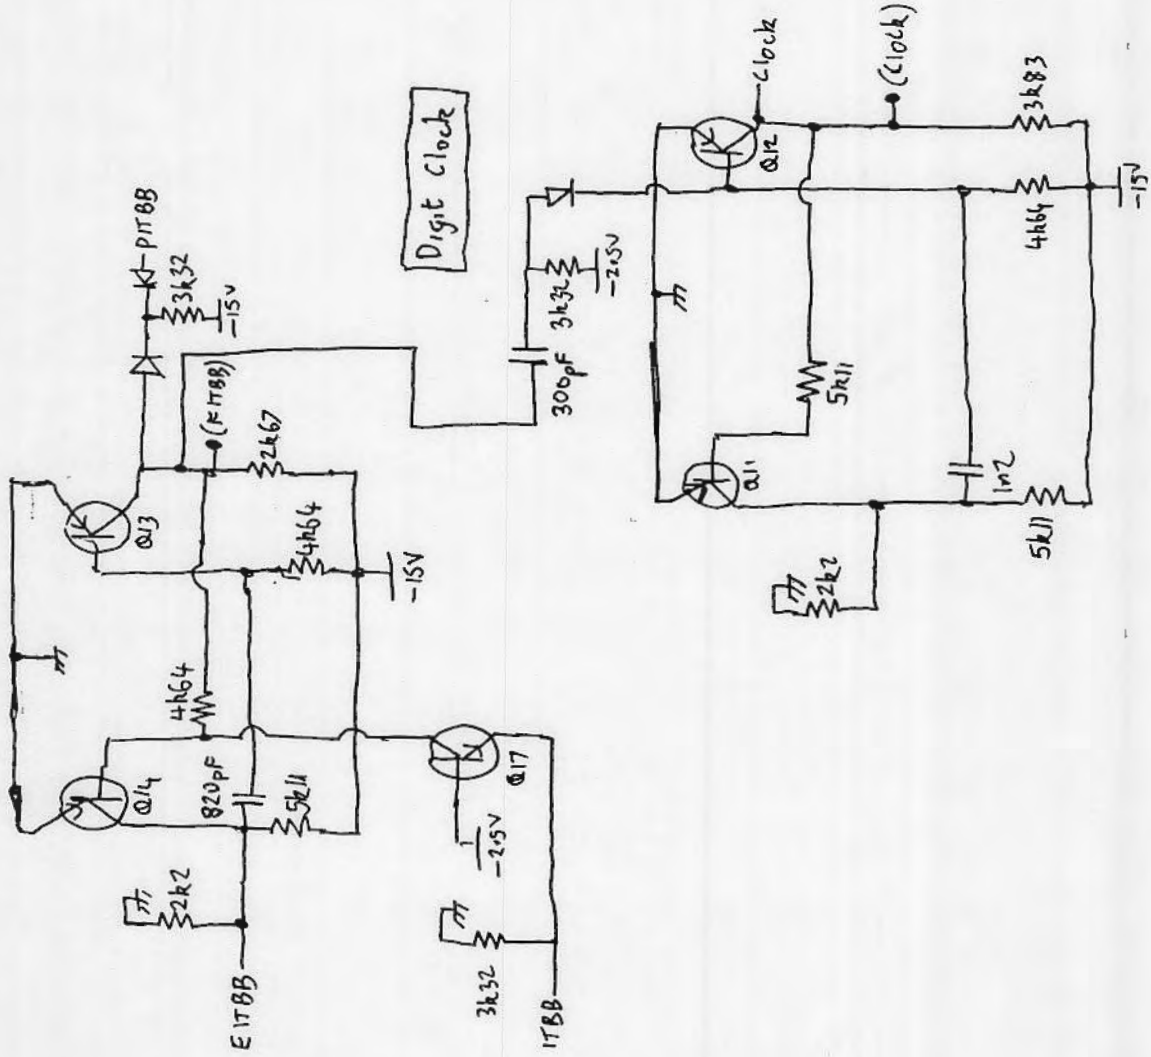 Digit Clock
Q14
Q13
Q17
Q11
Q12
2k2
EITBB
820pF
5k11
4k64
4k64
-15V
2k67
(FITBB)
PITBB
3k32
-15V
3k32
ITBB
-2.5V
300pF
3k32
-2.5V
2k2
5k11
1n2
5k11
4k64
-15V
3k83
Clock
(Clock)